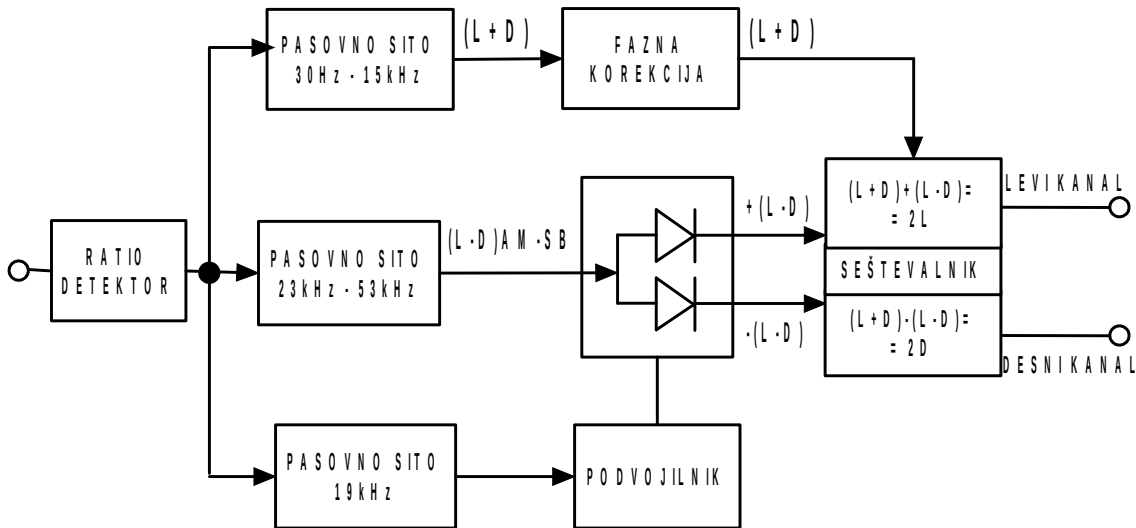 PASOVNO SITO
30Hz - 15kHz
(L+D)
FAZNA
KOREKCIJA
(L+D)
RATIO
DETEKTOR
PASOVNO SITO
23kHz - 53kHz
(L-D)AM-SB
+(L-D)
-(L-D)
(L+D)+(L-D)=
= 2L
SEŠTEVALNIK
(L+D)-(L-D)=
= 2D
LEVI KANAL
DESNI KANAL
PASOVNO SITO
19kHz
PODVOJILNIK